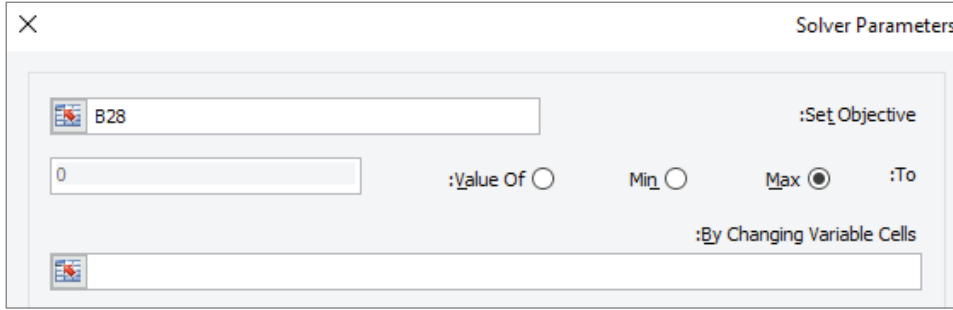 Solver Parameters
:Set Objective B28
:To Max Min :Value Of 0
:By Changing Variable Cells